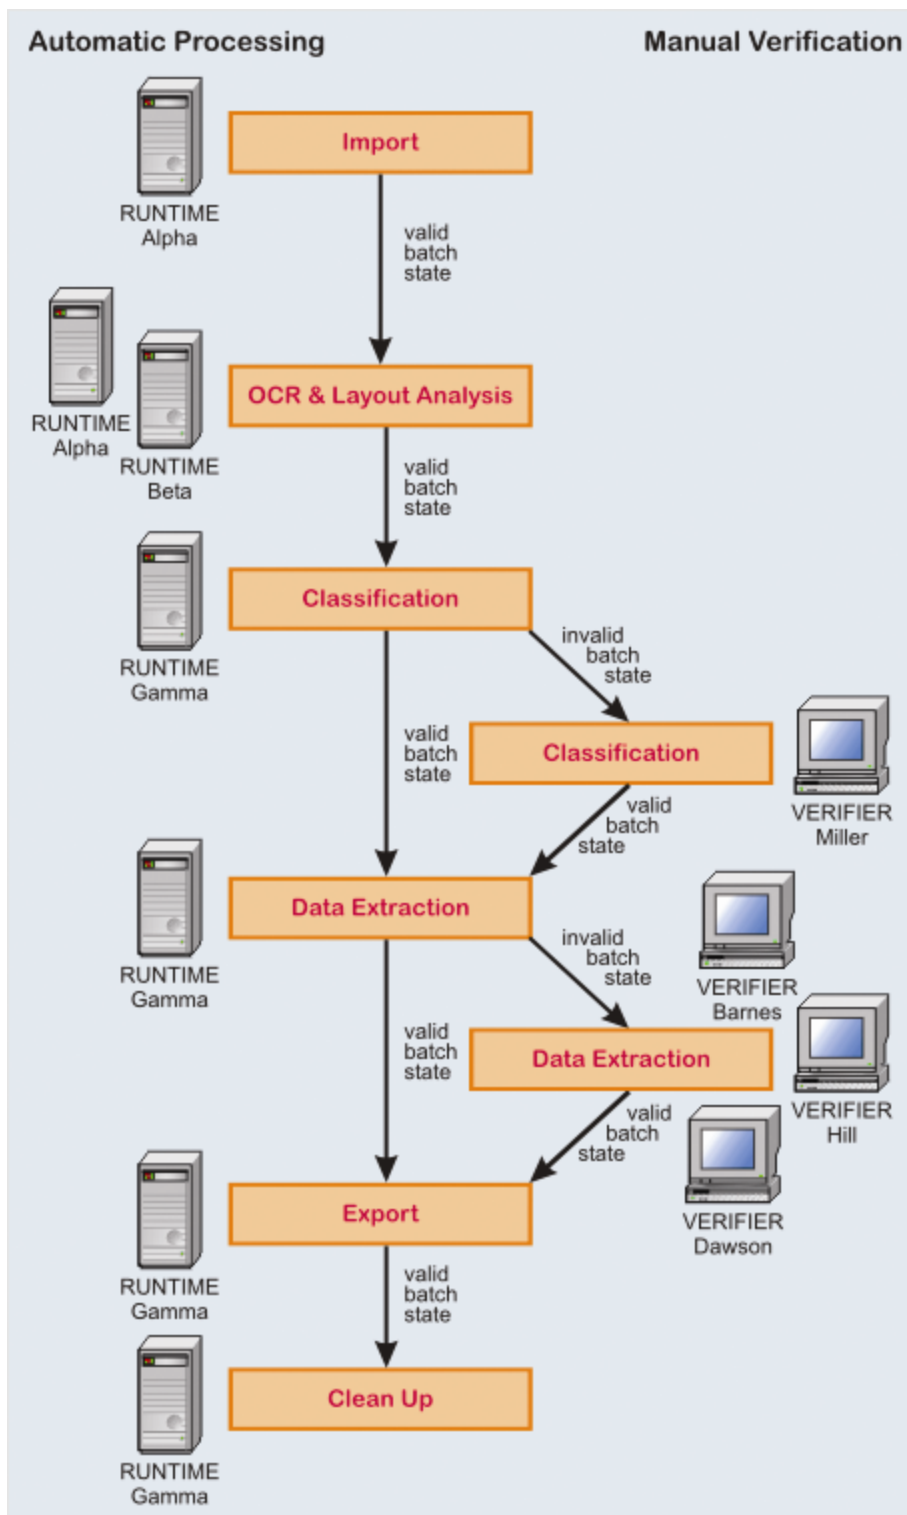 Automatic Processing
Manual Verification
Import
RUNTIME
Alpha
valid
batch
state
RUNTIME
Alpha
OCR & Layout Analysis
RUNTIME
Beta
valid
batch
state
Classification
RUNTIME
Gamma
invalid
batch
state
valid
batch
state
Classification
VERIFIER
Miller
valid
batch
state
Data Extraction
RUNTIME
Gamma
invalid
batch
state
VERIFIER
Barnes
valid
batch
state
Data Extraction
VERIFIER
Hill
valid
batch
state
VERIFIER
Dawson
Export
RUNTIME
Gamma
valid
batch
state
Clean Up
RUNTIME
Gamma